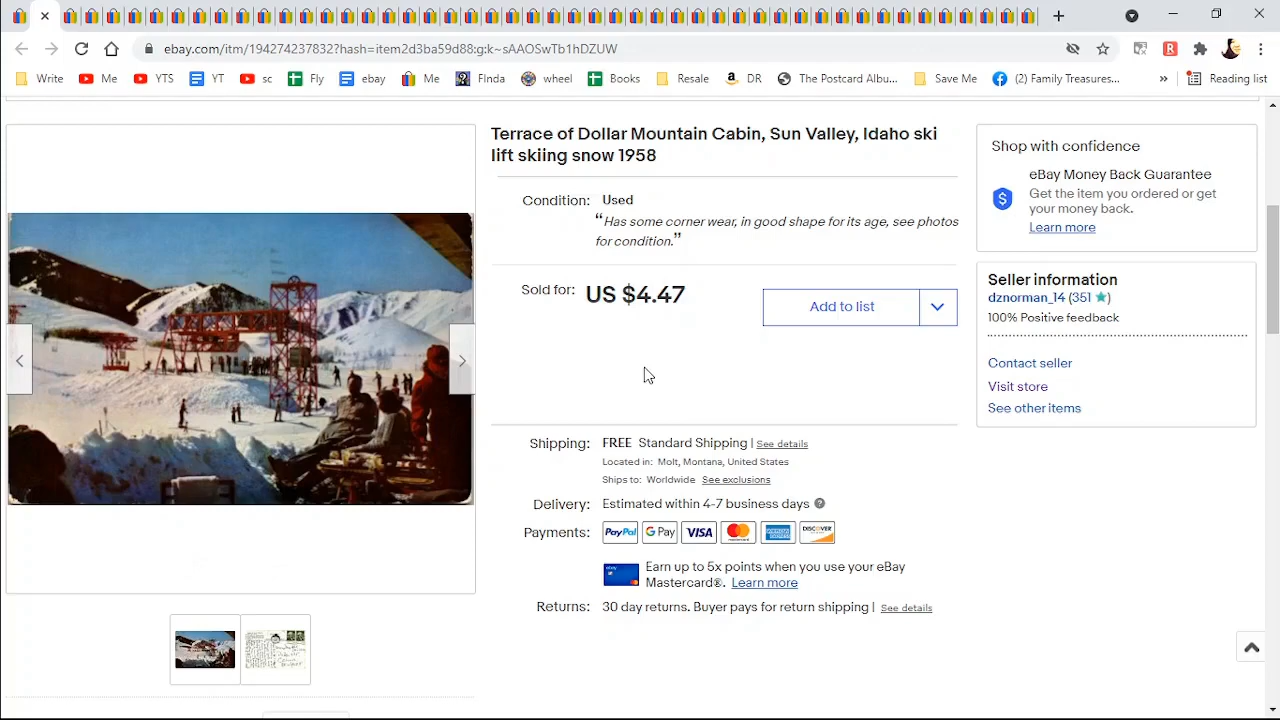 ebay.com/itm/194274237832?hash=item2d3ba59d88:g:k~sAAOSwTb1hDZUW
Write
Me
YTS
YT
sc
Fly
ebay
Me
Finda
wheel
Books
Resale
DR
The Postcard Albu...
Save Me
(2) Family Treasures...
»
Reading list
Terrace of Dollar Mountain Cabin, Sun Valley, Idaho ski
lift skiing snow 1958
Condition: Used
“Has some corner wear, in good shape for its age, see photos
for condition.”
Sold for: US $4.47
Add to list
Shipping: FREE Standard Shipping | See details
Located in: Molt, Montana, United States
Ships to: Worldwide See exclusions
Delivery: Estimated within 4-7 business days
Payments: PayPal G Pay VISA DISCOVER
Earn up to 5x points when you use your eBay
Mastercard®. Learn more
Returns: 30 day returns. Buyer pays for return shipping | See details
Shop with confidence
eBay Money Back Guarantee
Get the item you ordered or get
your money back.
Learn more
Seller information
dznorman_14 (351 ★)
100% Positive feedback
Contact seller
Visit store
See other items